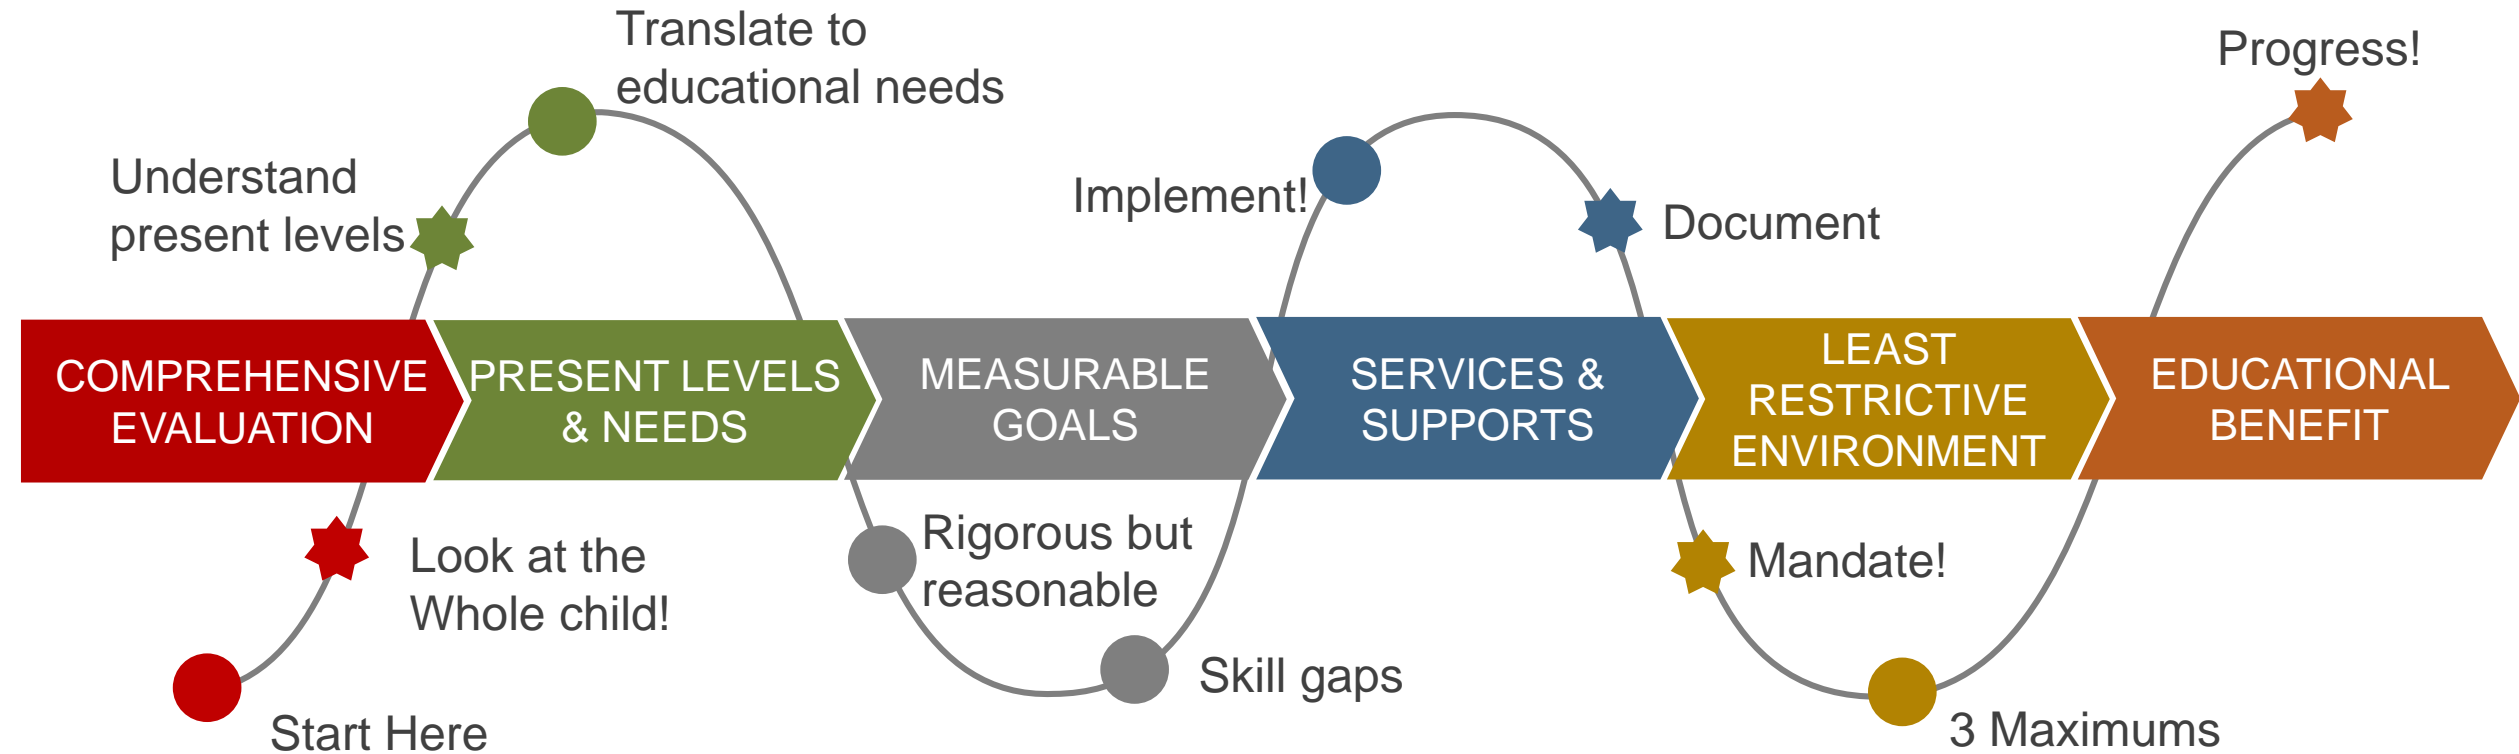 Translate to
educational needs
Progress!
Understand
present levels
Implement!
Document
COMPREHENSIVE
EVALUATION
PRESENT LEVELS
& NEEDS
MEASURABLE
GOALS
SERVICES &
SUPPORTS
LEAST
RESTRICTIVE
ENVIRONMENT
EDUCATIONAL
BENEFIT
Look at the
Whole child!
Rigorous but
reasonable
Mandate!
Skill gaps
Start Here
3 Maximums